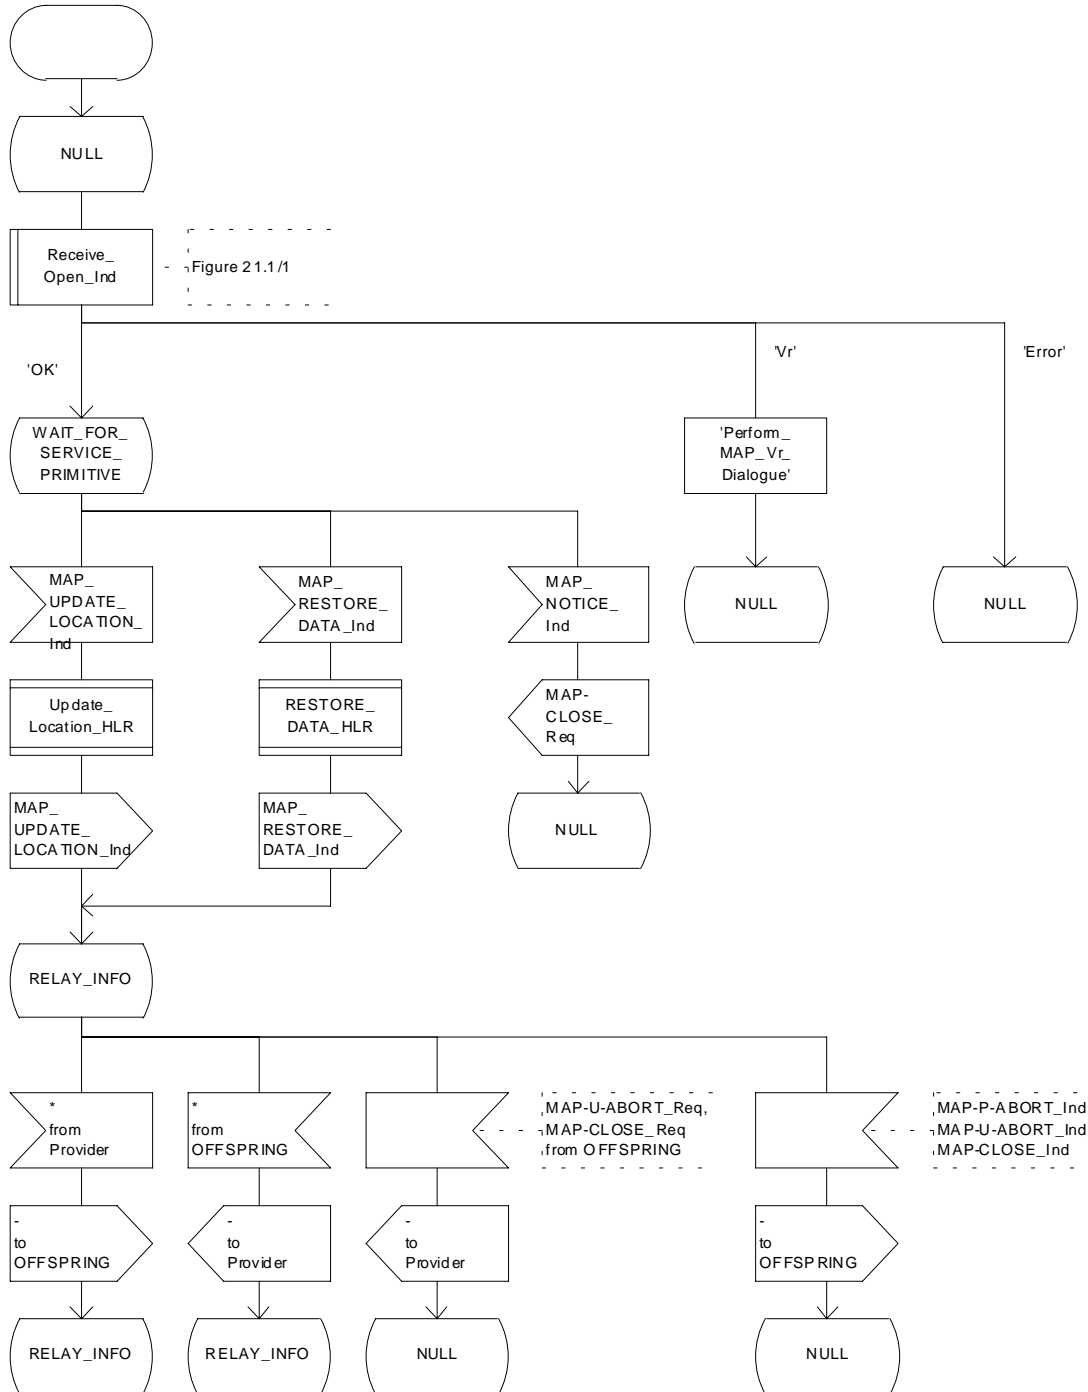 NULL
Receive_
Open_Ind
Figure 21.1/1
'OK'
'Vr'
'Error'
WAIT_FOR_
SERVICE_
PRIMITIVE
'Perform_
MAP_Vr_
Dialogue'
MAP_
UPDATE_
LOCATION_
Ind
MAP_
RESTORE_
DATA_Ind
MAP_
NOTICE_
Ind
NULL
NULL
Update_
Location_HLR
RESTORE_
DATA_HLR
MAP-
CLOSE_
Req
MAP_
UPDATE_
LOCATION_Ind
MAP_
RESTORE_
DATA_Ind
NULL
RELAY_INFO
*
from
Provider
*
from
OFFSPRING
MAP-U-ABORT_Req,
MAP-CLOSE_Req
from OFFSPRING
MAP-P-ABORT_Ind
MAP-U-ABORT_Ind
MAP-CLOSE_Ind
-
to
OFFSPRING
-
to
Provider
-
to
Provider
-
to
OFFSPRING
RELAY_INFO
RELAY_INFO
NULL
NULL